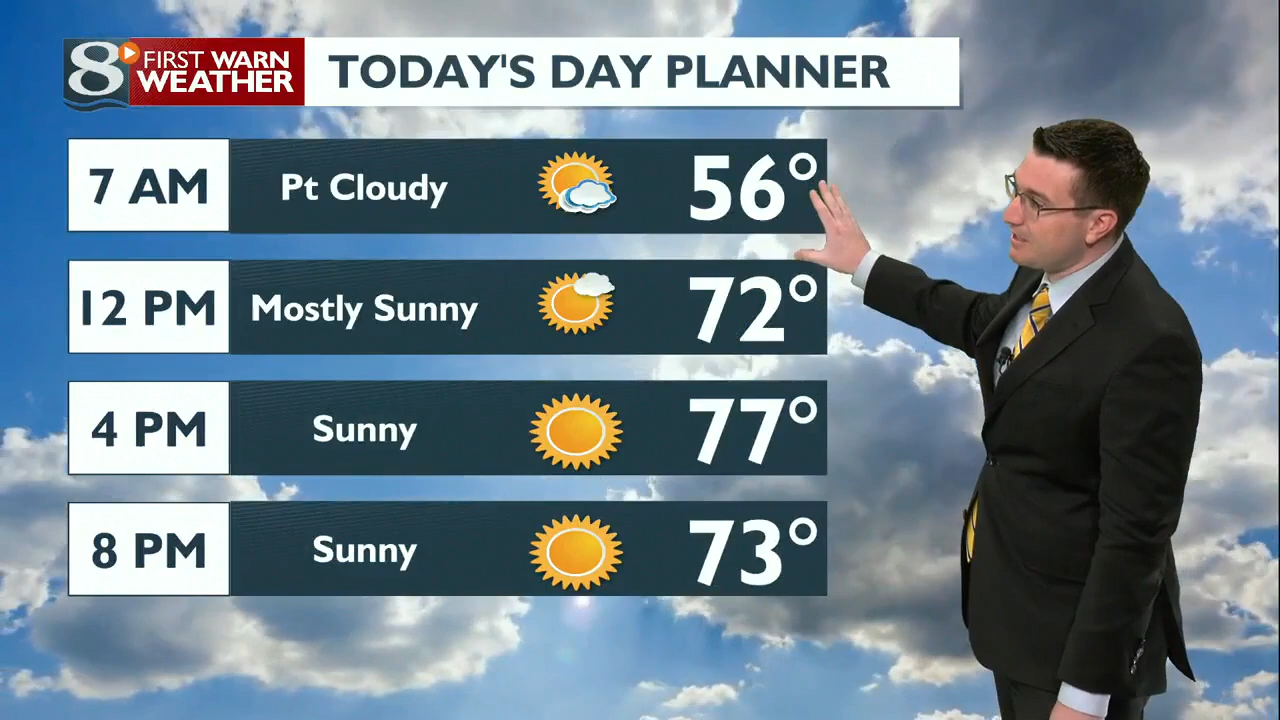 8 FIRST WARN
WEATHER
TODAY'S DAY PLANNER
7 AM Pt Cloudy 56°
12 PM Mostly Sunny 72°
4 PM Sunny 77°
8 PM Sunny 73°